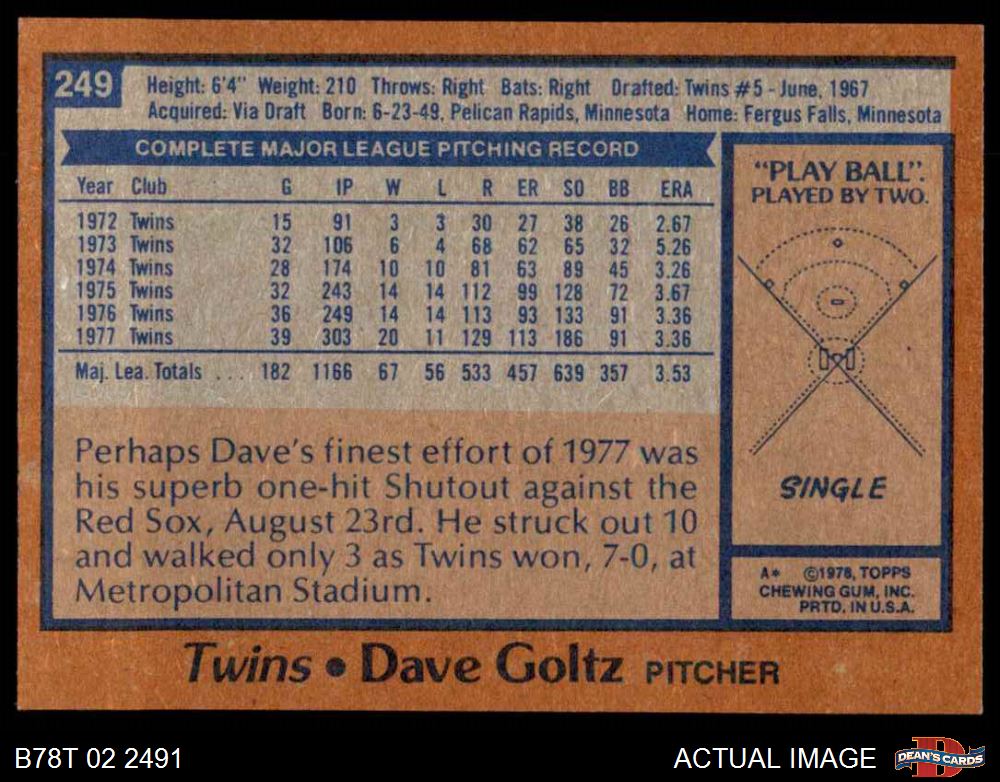 249
Height: 6'4" Weight: 210 Throws: Right Bats: Right Drafted: Twins #5 - June, 1967
Acquired: Via Draft Born: 6-23-49, Pelican Rapids, Minnesota Home: Fergus Falls, Minnesota
COMPLETE MAJOR LEAGUE PITCHING RECORD
Year Club G IP W L R ER SO BB ERA
1972 Twins 15 91 3 3 30 27 38 26 2.67
1973 Twins 32 106 6 4 68 62 65 32 5.26
1974 Twins 28 174 10 10 81 63 89 45 3.26
1975 Twins 32 243 14 14 112 99 128 72 3.67
1976 Twins 36 249 14 14 113 93 133 91 3.36
1977 Twins 39 303 20 11 129 113 186 91 3.36
Maj. Lea. Totals ... 182 1166 67 56 533 457 639 357 3.53
Perhaps Dave's finest effort of 1977 was
his superb one-hit Shutout against the
Red Sox, August 23rd. He struck out 10
and walked only 3 as Twins won, 7-0, at
Metropolitan Stadium.
"PLAY BALL".
PLAYED BY TWO.
SINGLE
A* ©1978, TOPPS
CHEWING GUM, INC.
PRTD. IN U.S.A.
Twins • Dave Goltz PITCHER
B78T 02 2491
ACTUAL IMAGE
D
DEAN'S CARDS